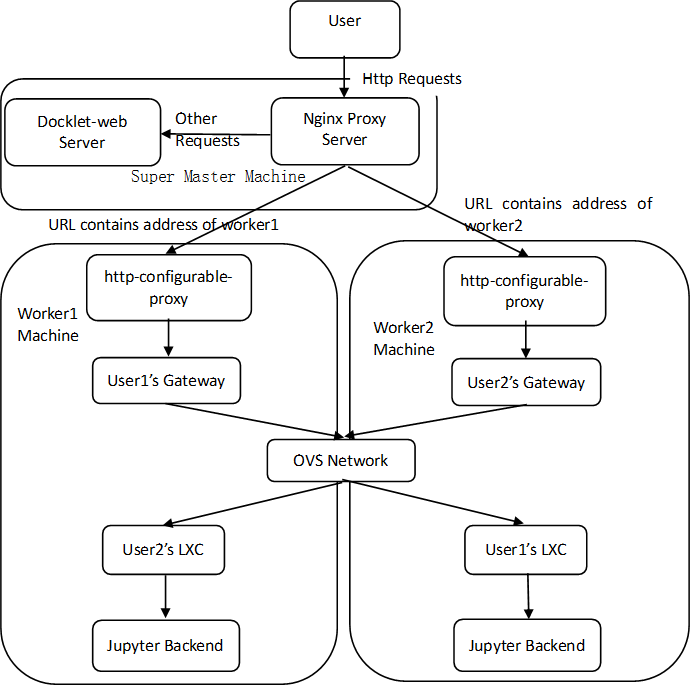 User
Http Requests
Docklet-web
Server
Other
Requests
Nginx Proxy
Server
Super Master Machine
URL contains address of worker1
URL contains address of
worker2
http-configurable-
proxy
http-configurable-
proxy
Worker1
Machine
Worker2
Machine
User1's Gateway
User2's Gateway
OVS Network
User2's LXC
User1's LXC
Jupyter Backend
Jupyter Backend